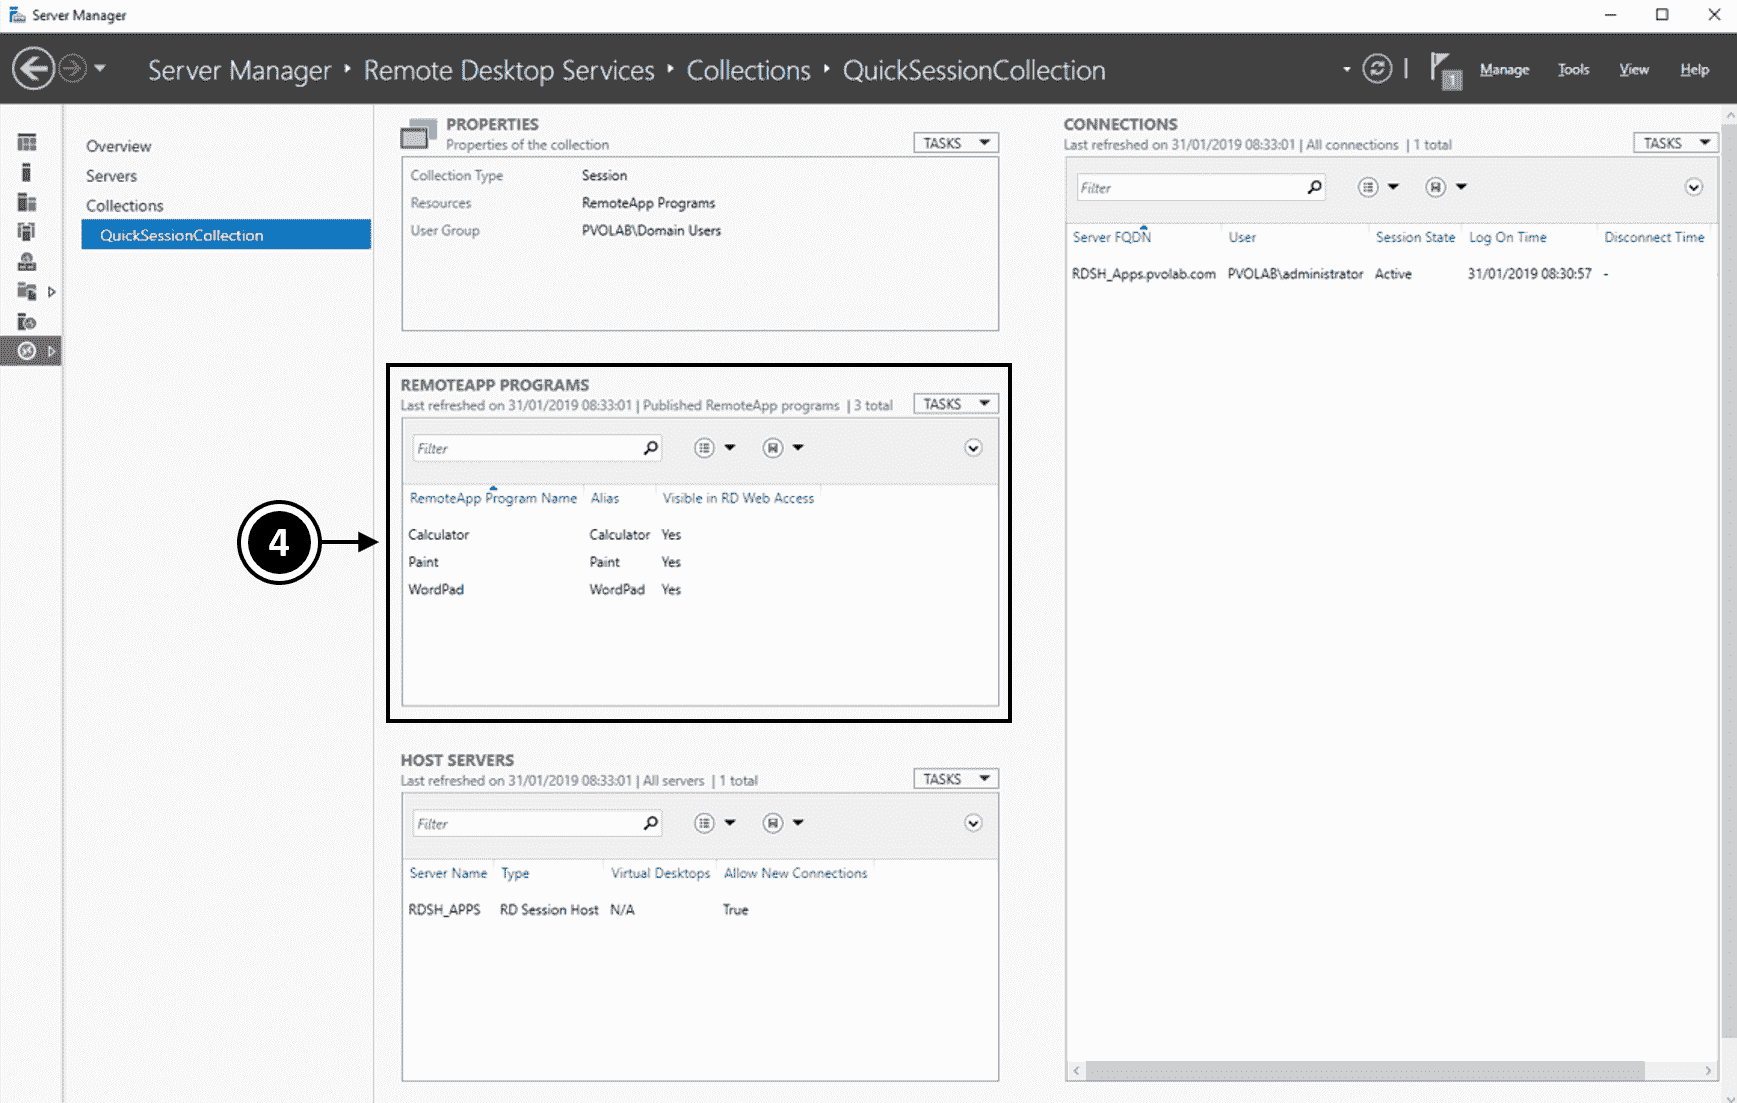 Server Manager
Server Manager ‣ Remote Desktop Services ‣ Collections ‣ QuickSessionCollection
1
Manage Tools View Help
Overview
Servers
Collections
QuickSessionCollection
PROPERTIES
Properties of the collection
TASKS
Collection Type Session
Resources RemoteApp Programs
User Group PVOLAB\Domain Users
REMOTEAPP PROGRAMS
Last refreshed on 31/01/2019 08:33:01 | Published RemoteApp programs | 3 total
TASKS
Filter
RemoteApp Program Name Alias Visible in RD Web Access
Calculator Calculator Yes
Paint Paint Yes
WordPad WordPad Yes
4
HOST SERVERS
Last refreshed on 31/01/2019 08:33:01 | All servers | 1 total
TASKS
Filter
Server Name Type Virtual Desktops Allow New Connections
RDSH_APPS RD Session Host N/A True
CONNECTIONS
Last refreshed on 31/01/2019 08:33:01 | All connections | 1 total
TASKS
Filter
Server FQDN User Session State Log On Time Disconnect Time
RDSH_Apps.pvolab.com PVOLAB\administrator Active 31/01/2019 08:30:57 -